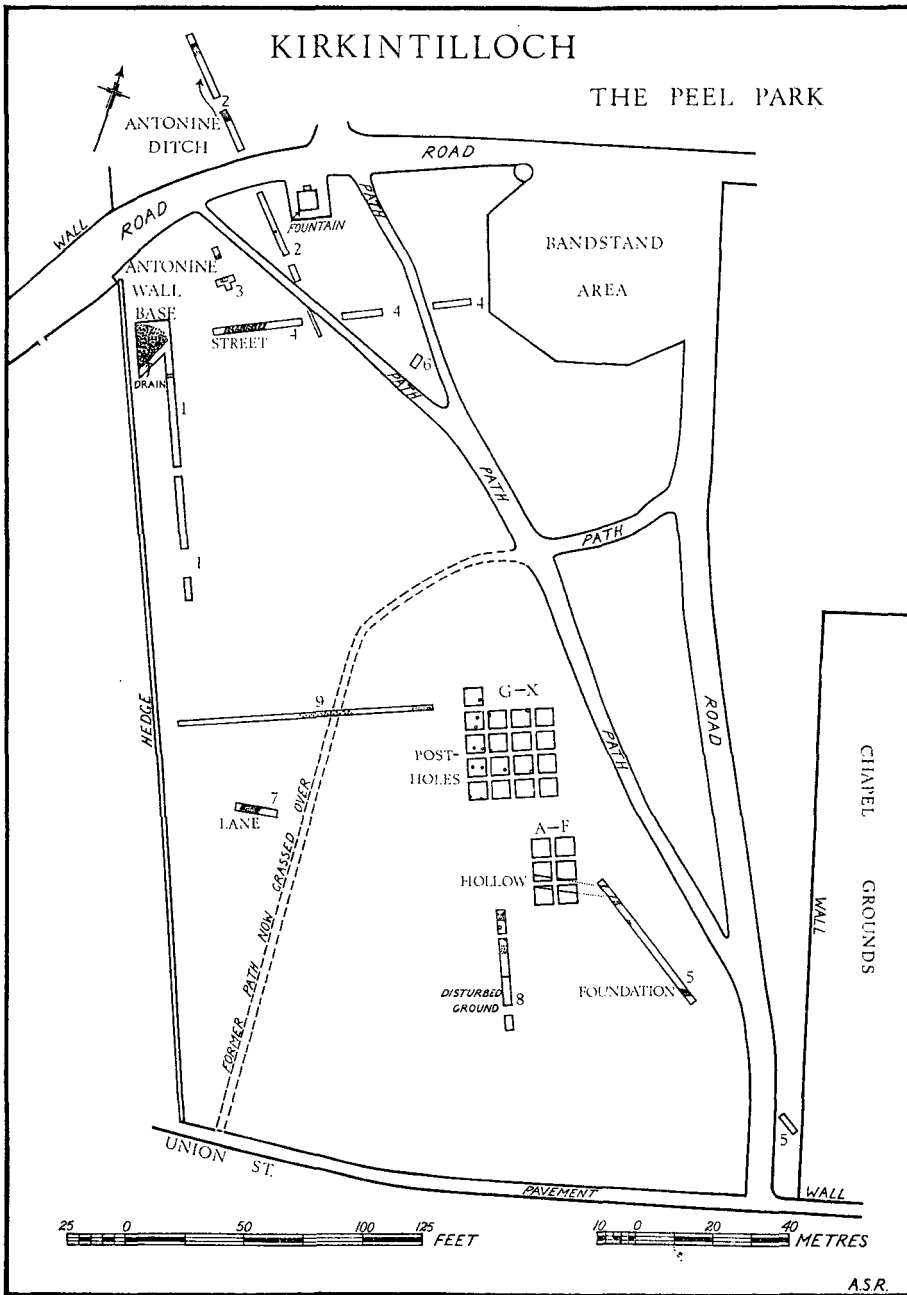 KIRKINTILLOCH
THE PEEL PARK
2
ANTONINE
DITCH
ROAD
WALL
ROAD
PATH
FOUNTAIN
2
BANDSTAND
AREA
ANTONINE
WALL
BASE
3
4
4
STREET
4
6
DRAIN
PATH
1
PATH
PATH
1
HEDGE
9
G-X
POST-
HOLES
PATH
ROAD
CHAPEL
GROUNDS
WALL
7
LANE
FORMER PATH NOW GRASSED OVER
A-F
HOLLOW
5
FOUNDATION
DISTURBED
GROUND
8
5
UNION ST.
PAVEMENT
WALL
25 0 50 100 125
FEET
10 0 20 40
METRES
A.S.R.